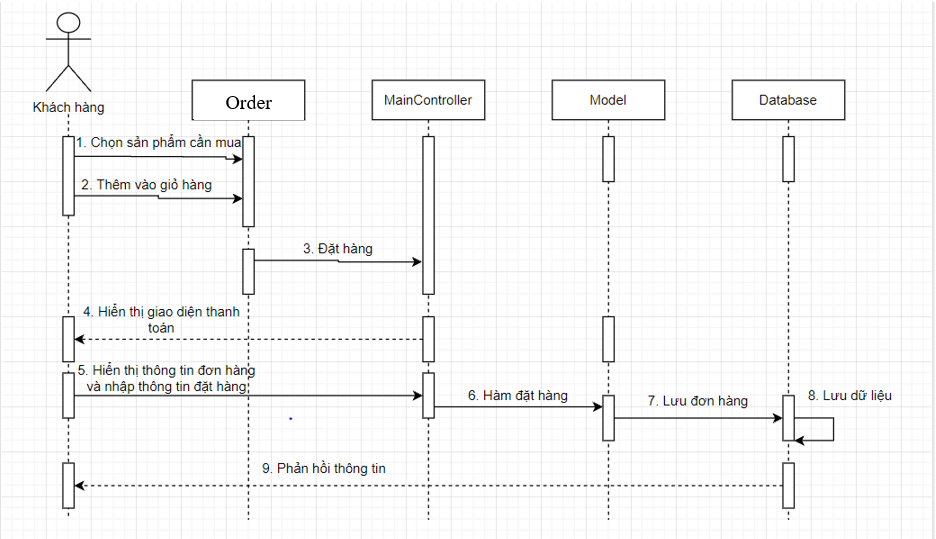 Khách hàng
Order
MainController
Model
Database
1. Chọn sản phẩm cần mua
2. Thêm vào giỏ hàng
3. Đặt hàng
4. Hiển thị giao diện thanh
toán
5. Hiển thị thông tin đơn hàng
và nhập thông tin đặt hàng
6. Hàm đặt hàng
7. Lưu đơn hàng
8. Lưu dữ liệu
9. Phản hồi thông tin